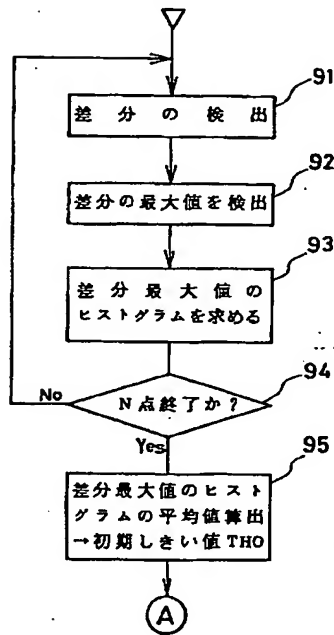 91
差分の検出
92
差分の最大値を検出
93
差分最大値の
ヒストグラムを求める
94
No
N点終了か?
Yes
95
差分最大値のヒスト
グラムの平均値算出
→初期しきい値THO
A